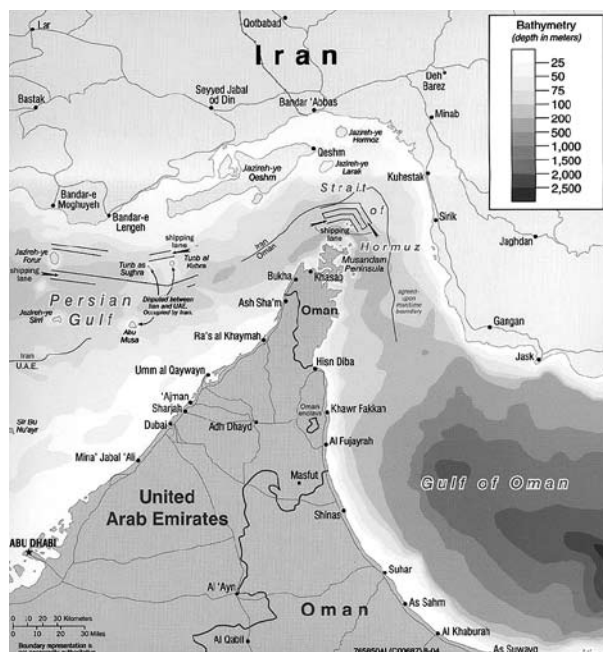 Qotbabad
Lar
Iran
Bathymetry
(depth in meters)
25
50
75
100
200
500
1,000
1,500
2,000
2,500
Deh
Barez
Bastak
Seyyed Jabal
od Din
Bandar 'Abbas
Minab
Jazireh-ye
Hormoz
Qeshm
Jazireh-ye
Qeshm
Jazireh-ye
Larak
Kuhestak
Bandar-e
Moghuyeh
Bandar-e
Lengeh
Strait
of
Hormuz
Sirik
shipping
lane
Iran
Oman
Jaghdan
Jazireh-ye
Forur
shipping
lane
Tunb as
Sughra
shipping
lane
Tunb al
Kubra
Musandam
Peninsula
Bukha
Khasab
Persian
Gulf
Disputed between
Iran and UAE.
Occupied by Iran.
Ash Sha'm
Oman
agreed-
upon
maritime
boundary
Jazireh-ye
Sirri
Abu
Musa
Gangan
Ra's al Khaymah
Iran
U.A.E.
Jask
Hisn Diba
Umm al Qaywayn
'Ajman
Sharjah
Dubai
Oman
enclave
Khawr Fakkan
Sir Bu
Nu'ayr
Adh Dhayd
Al Fujayrah
Mina' Jabal 'Ali
Masfut
Gulf of Oman
United
Arab Emirates
Shinas
ABU DHABI
Suhar
Al 'Ayn
Oman
As Sahm
0 10 20 30 Kilometers
0 10 20 30 Miles
Al Qabil
Al Khaburah
Boundary representation is
As Suwayq